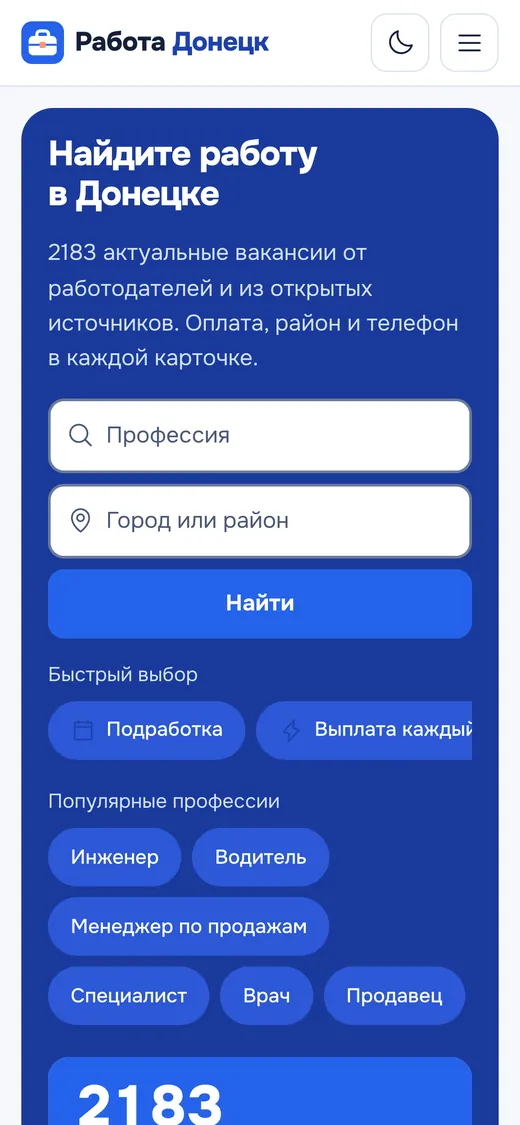 Работа Донецк
Найдите работу
в Донецке
2183 актуальные вакансии от
работодателей и из открытых
источников. Оплата, район и телефон
в каждой карточке.
Профессия
Город или район
Найти
Быстрый выбор
Подработка
Выплата каждый
Популярные профессии
Инженер
Водитель
Менеджер по продажам
Специалист
Врач
Продавец
2183